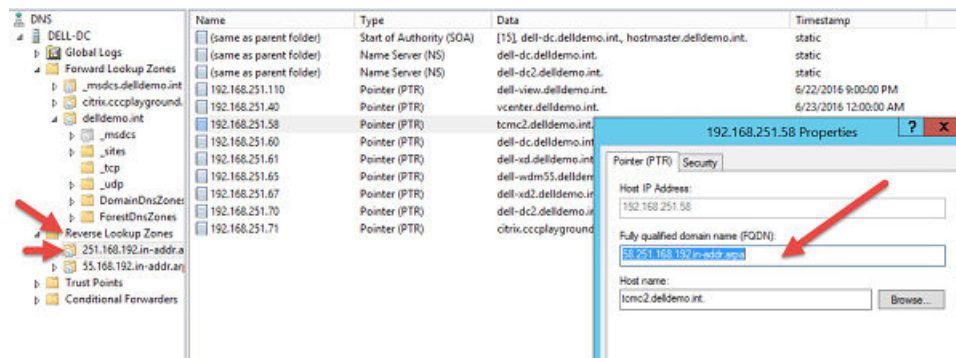 DNS
DELL-DC
Global Logs
Forward Lookup Zones
_msdcs.delldemo.int
citrix.cccplayground.
delldemo.int
_msdcs
_sites
_tcp
_udp
DomainDnsZones
ForestDnsZones
Reverse Lookup Zones
251.168.192.in-addr.a
55.168.192.in-addr.arp
Trust Points
Conditional Forwarders
Name Type Data Timestamp
(same as parent folder) Start of Authority (SOA) [15], dell-dc.delldemo.int., hostmaster.delldemo.int. static
(same as parent folder) Name Server (NS) dell-dc.delldemo.int. static
(same as parent folder) Name Server (NS) dell-dc2.delldemo.int. static
192.168.251.110 Pointer (PTR) dell-view.delldemo.int. 6/22/2016 9:00:00 PM
192.168.251.40 Pointer (PTR) vcenter.delldemo.int. 6/23/2016 12:00:00 AM
192.168.251.58 Pointer (PTR) tcmc2.delldemo.int.
192.168.251.60 Pointer (PTR) dell-dc.delldemo.int
192.168.251.61 Pointer (PTR) dell-xd.delldemo.int
192.168.251.65 Pointer (PTR) dell-wdm55.delldem
192.168.251.67 Pointer (PTR) dell-xd2.delldemo.in
192.168.251.70 Pointer (PTR) dell-dc2.delldemo.in
192.168.251.71 Pointer (PTR) citrix.cccplayground
192.168.251.58 Properties
? x
Pointer (PTR) Security
Host IP Address:
192.168.251.58
Fully qualified domain name (FQDN):
58.251.168.192.in-addr.arpa
Host name:
tcmc2.delldemo.int.
Browse...